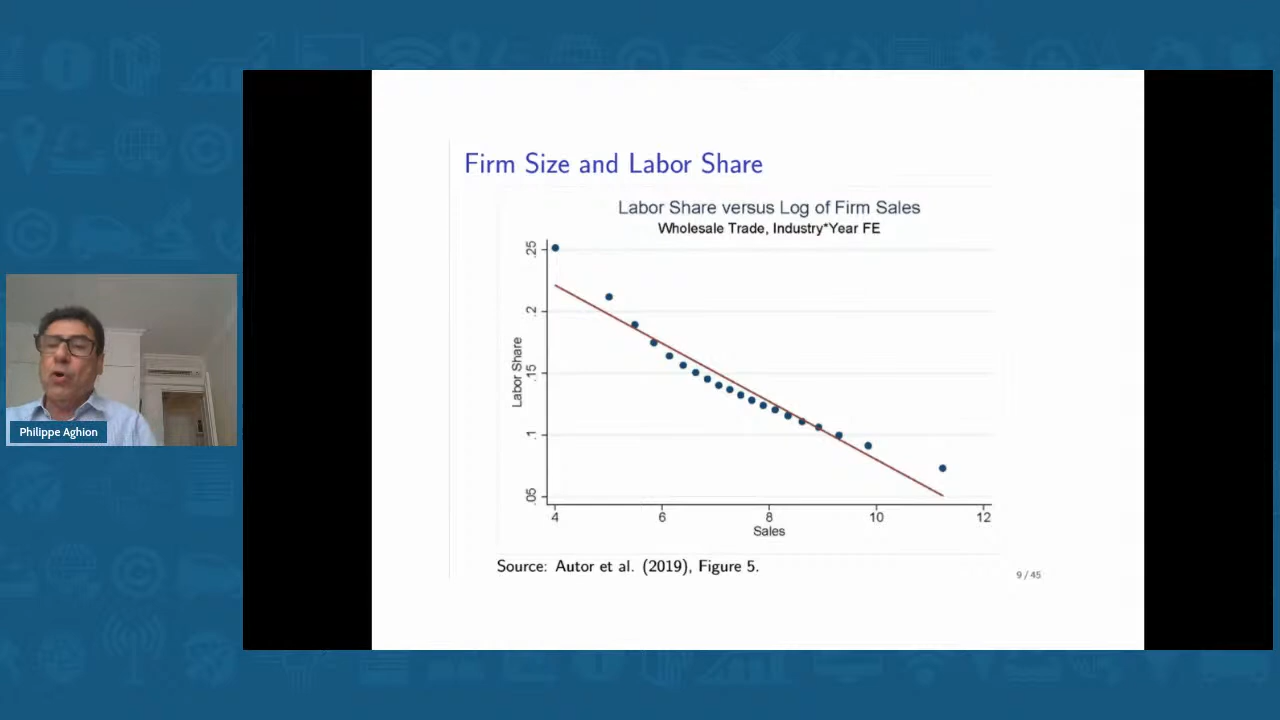 Firm Size and Labor Share
Labor Share versus Log of Firm Sales
Wholesale Trade, Industry*Year FE
Labor Share
.25
.2
.15
.1
.05
4
6
8
10
12
Sales
Source: Autor et al. (2019), Figure 5.
9 / 45
Philippe Aghion